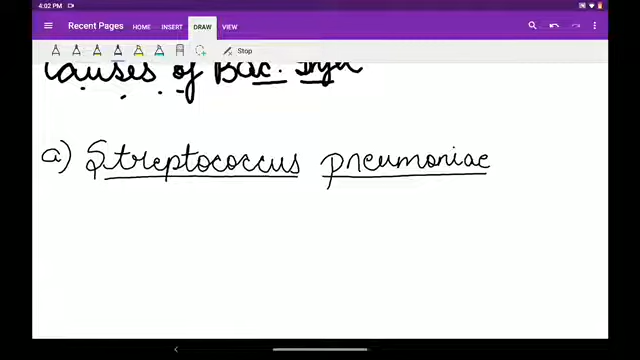 4:02 PM
Recent Pages HOME INSERT DRAW VIEW
Stop
Causes of Bac. Infn
a) Streptococcus pneumoniae